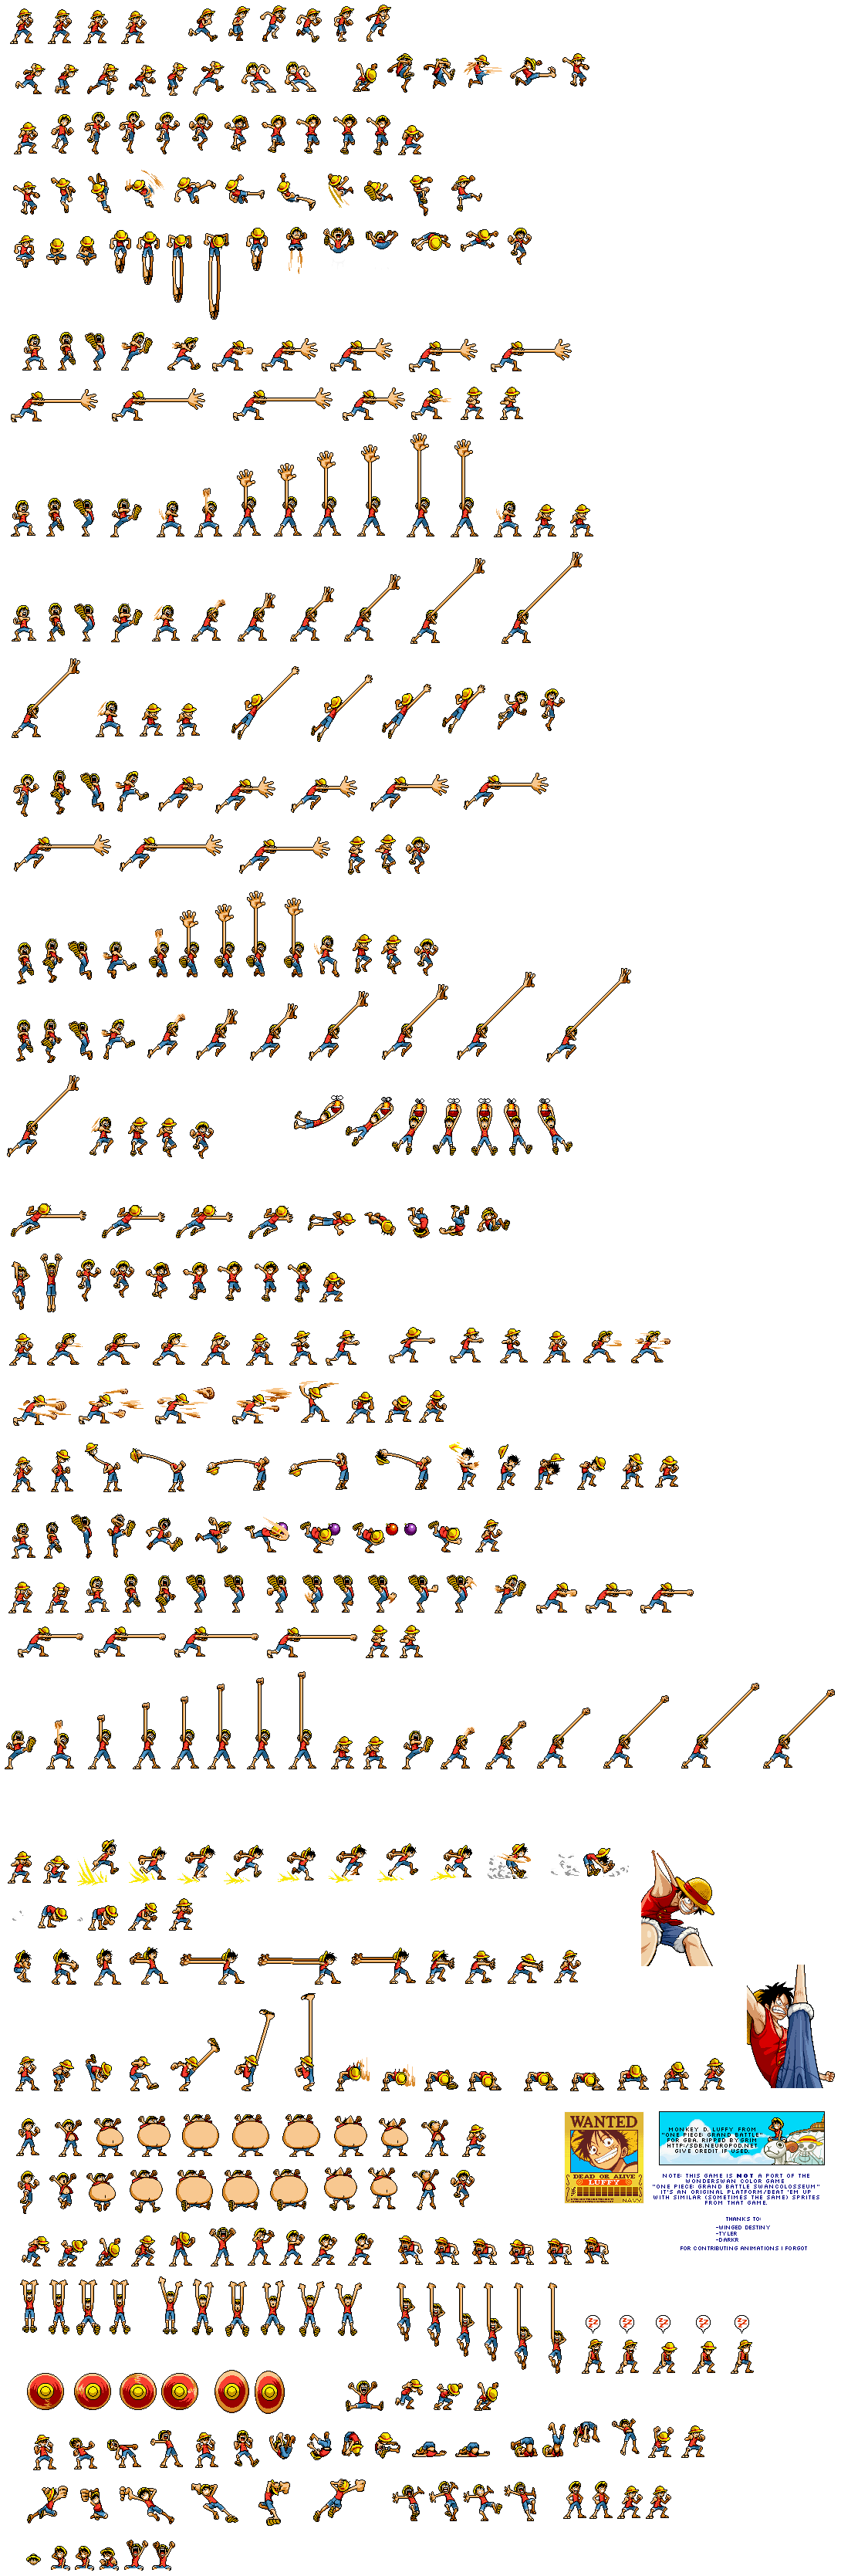 WANTED
DEAD OR ALIVE
LUFFY
NAVY
MONKEY D. LUFFY FROM
"ONE PIECE: GRAND BATTLE"
FOR GBA. RIPPED BY GRIM
HTTP://SDB.NEUROPOD.NET
GIVE CREDIT IF USED.
NOTE: THIS GAME IS NOT A PORT OF THE
WONDERSWAN COLOR GAME
"ONE PIECE: GRAND BATTLE SWANCOLOSSEUM"
IT'S AN ORIGINAL PLATFORM/BEAT 'EM UP
WITH SIMILAR (SOMETIMES THE SAME) SPRITES
FROM THAT GAME.
THANKS TO:
-WINGED DESTINY
-TYLER
-DARKR
FOR CONTRIBUTING ANIMATIONS I FORGOT